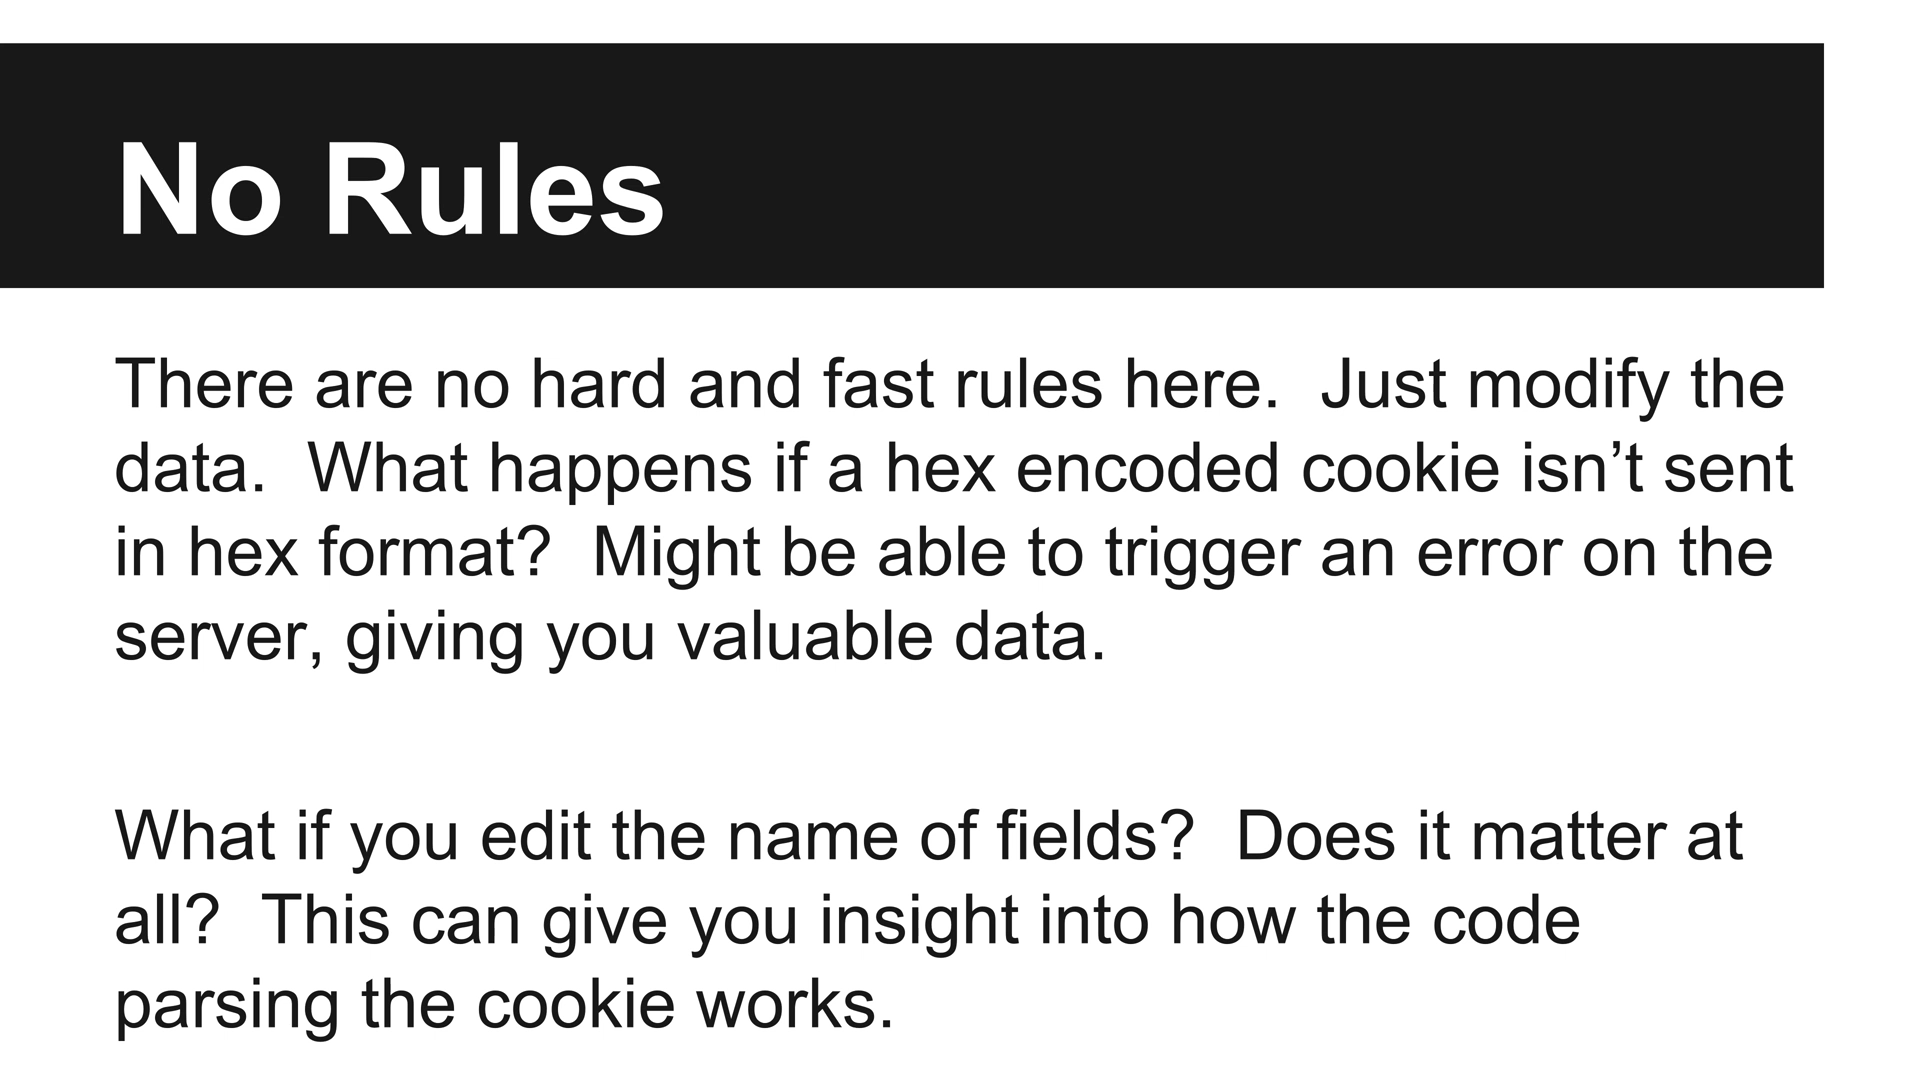 No Rules
There are no hard and fast rules here.  Just modify the
data.  What happens if a hex encoded cookie isn’t sent
in hex format?  Might be able to trigger an error on the
server, giving you valuable data.
What if you edit the name of fields?  Does it matter at
all?  This can give you insight into how the code
parsing the cookie works.